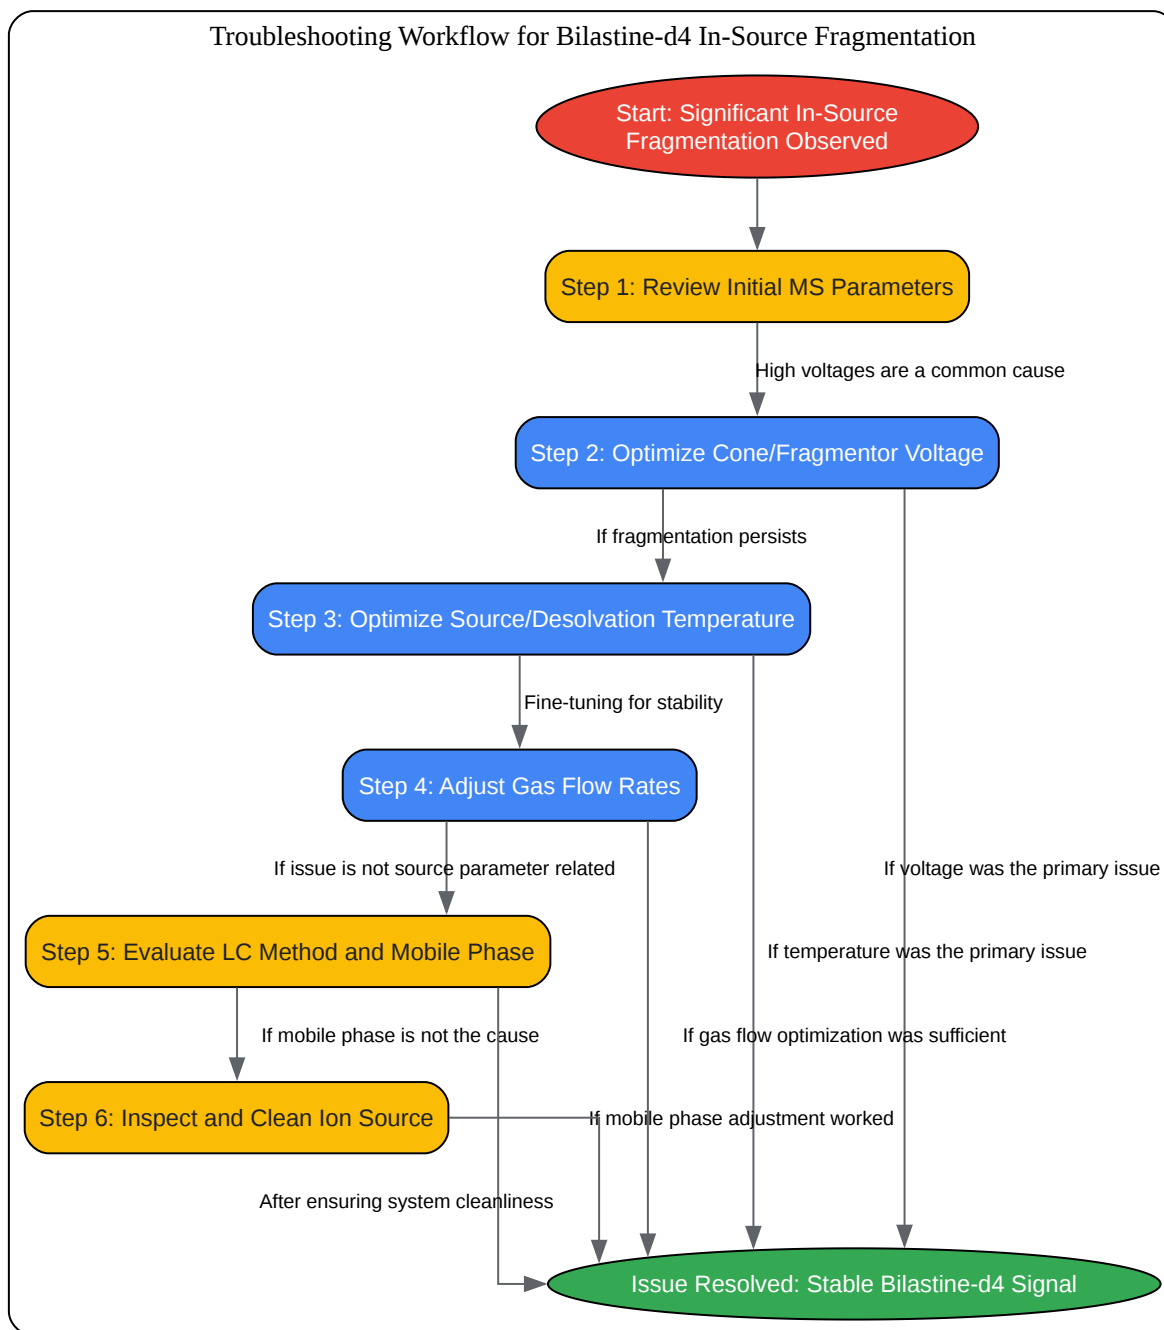 Troubleshooting Workflow for Bilastine-d4 In-Source Fragmentation
Start: Significant In-Source
Fragmentation Observed
Step 1: Review Initial MS Parameters
High voltages are a common cause
Step 2: Optimize Cone/Fragmentor Voltage
If fragmentation persists
Step 3: Optimize Source/Desolvation Temperature
Fine-tuning for stability
Step 4: Adjust Gas Flow Rates
If issue is not source parameter related
If voltage was the primary issue
Step 5: Evaluate LC Method and Mobile Phase
If temperature was the primary issue
If mobile phase is not the cause
If gas flow optimization was sufficient
Step 6: Inspect and Clean Ion Source
If mobile phase adjustment worked
After ensuring system cleanliness
Issue Resolved: Stable Bilastine-d4 Signal